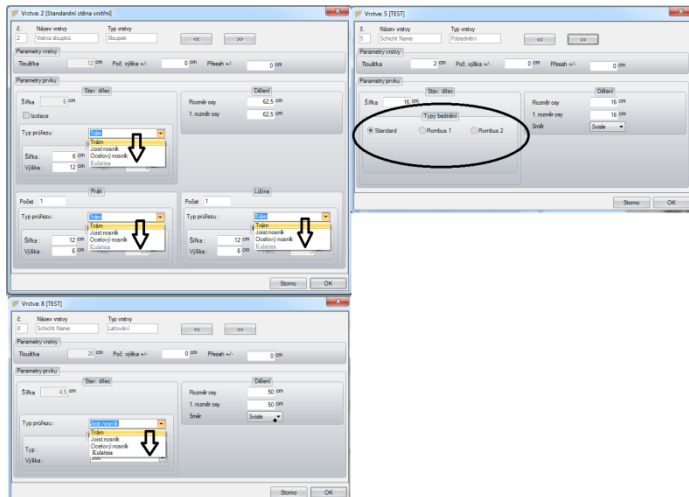 Vrstva: 2 [Standardní stěna vnitřní]
č. Název vrstvy Typ vrstvy
2 Vrstva sloupků Sloupek << >>
Parametry vrstvy
Tloušťka 12 cm Poč. výška +/- 0 cm Přesah +/- 0 cm
Parametry prvku
Stav. dílec
Šířka 6 cm
Izolace
Typ průřezu: Trám
Trám
Joist nosník
Ocelový nosník
Kulatina
Šířka : 6 cm
Výška : 12 cm
Dělení
Rozměr osy 62,5 cm
1. rozměr osy 62,5 cm
Práh
Počet 1
Typ průřezu : Trám
Trám
Joist nosník
Ocelový nosník
Kulatina
Šířka : 12 cm
Výška : 6 cm
Ližina
Počet 1
Typ průřezu : Trám
Trám
Joist nosník
Ocelový nosník
Kulatina
Šířka : 12 cm
Výška : 6 cm
Storno OK
Vrstva: 5 [TEST]
č. Název vrstvy Typ vrstvy
5 Schicht Name Pobednění << >>
Parametry vrstvy
Tloušťka 2 cm Poč. výška +/- 0 cm Přesah +/- 0 cm
Parametry prvku
Stav. dílec
Šířka 16 cm
Typy bednění
Standard Rombus 1 Rombus 2
Dělení
Rozměr osy 16 cm
1. rozměr osy 16 cm
Směr Svisle
Storno OK
Vrstva: 8 [TEST]
č. Název vrstvy Typ vrstvy
8 Schicht Name Laťování << >>
Parametry vrstvy
Tloušťka 20 cm Poč. výška +/- 0 cm Přesah +/- 0 cm
Parametry prvku
Stav. dílec
Šířka 4,5 cm
Typ průřezu : Joist nosník
Trám
Joist nosník
Ocelový nosník
Kulatina
Typ :
Výška : 200
Dělení
Rozměr osy 50 cm
1. rozměr osy 50 cm
Směr Svisle
Storno OK